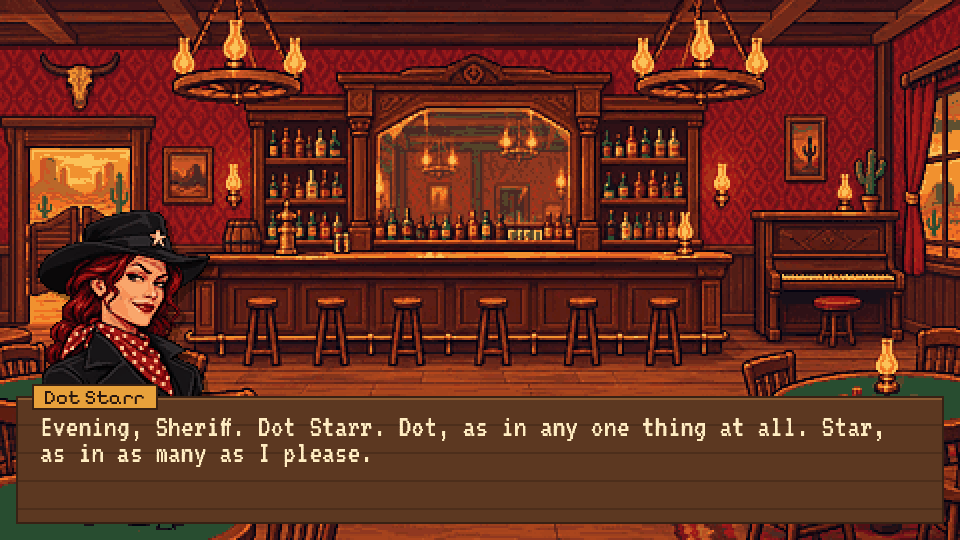 Dot Starr
Evening, Sheriff. Dot Starr. Dot, as in any one thing at all. Star,
as in as many as I please.